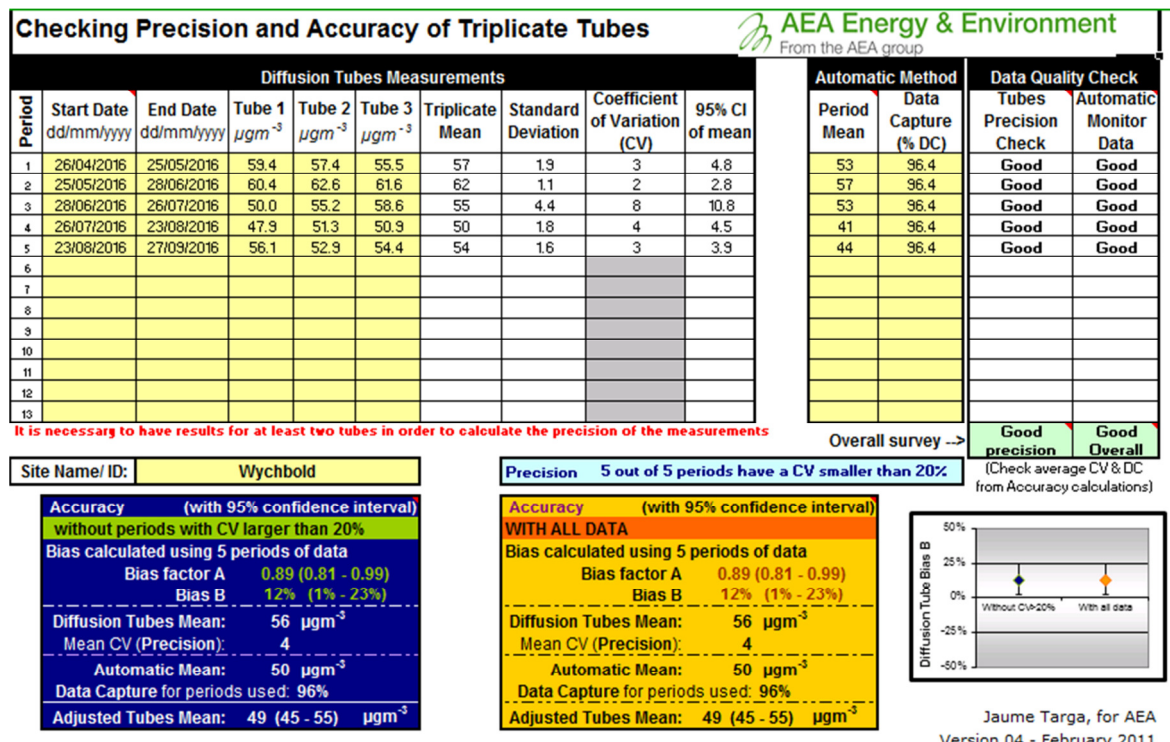 Checking Precision and Accuracy of Triplicate Tubes
AEA Energy & Environment
From the AEA group
Diffusion Tubes Measurements
Automatic Method
Data Quality Check
Period Start Date dd/mm/yyyy End Date dd/mm/yyyy Tube 1 µgm⁻³ Tube 2 µgm⁻³ Tube 3 µgm⁻³ Triplicate Mean Standard Deviation Coefficient of Variation (CV) 95% CI of mean Period Mean Data Capture (% DC) Tubes Precision Check Automatic Monitor Data
1 26/04/2016 25/05/2016 59.4 57.4 55.5 57 1.9 3 4.8 53 96.4 Good Good
2 25/05/2016 28/06/2016 60.4 62.6 61.6 62 1.1 2 2.8 57 96.4 Good Good
3 28/06/2016 26/07/2016 50.0 55.2 58.6 55 4.4 8 10.8 53 96.4 Good Good
4 26/07/2016 23/08/2016 47.9 51.3 50.9 50 1.8 4 4.5 41 96.4 Good Good
5 23/08/2016 27/09/2016 56.1 52.9 54.4 54 1.6 3 3.9 44 96.4 Good Good
6
7
8
9
10
11
12
13
It is necessary to have results for at least two tubes in order to calculate the precision of the measurements
Overall survey --> Good precision Good Overall
(Check average CV & DC
from Accuracy calculations)
Site Name/ ID: Wychbold
Precision 5 out of 5 periods have a CV smaller than 20%
Accuracy (with 95% confidence interval)
without periods with CV larger than 20%
Bias calculated using 5 periods of data
Bias factor A 0.89 (0.81 - 0.99)
Bias B 12% (1% - 23%)
Diffusion Tubes Mean: 56 µgm⁻³
Mean CV (Precision): 4
Automatic Mean: 50 µgm⁻³
Data Capture for periods used: 96%
Adjusted Tubes Mean: 49 (45 - 55) µgm⁻³
Accuracy (with 95% confidence interval)
WITH ALL DATA
Bias calculated using 5 periods of data
Bias factor A 0.89 (0.81 - 0.99)
Bias B 12% (1% - 23%)
Diffusion Tubes Mean: 56 µgm⁻³
Mean CV (Precision): 4
Automatic Mean: 50 µgm⁻³
Data Capture for periods used: 96%
Adjusted Tubes Mean: 49 (45 - 55) µgm⁻³
Diffusion Tube Bias B
50%
25%
0%
-25%
-50%
Without CV>20% With all data
Jaume Targa, for AEA
Version 04 - February 2011